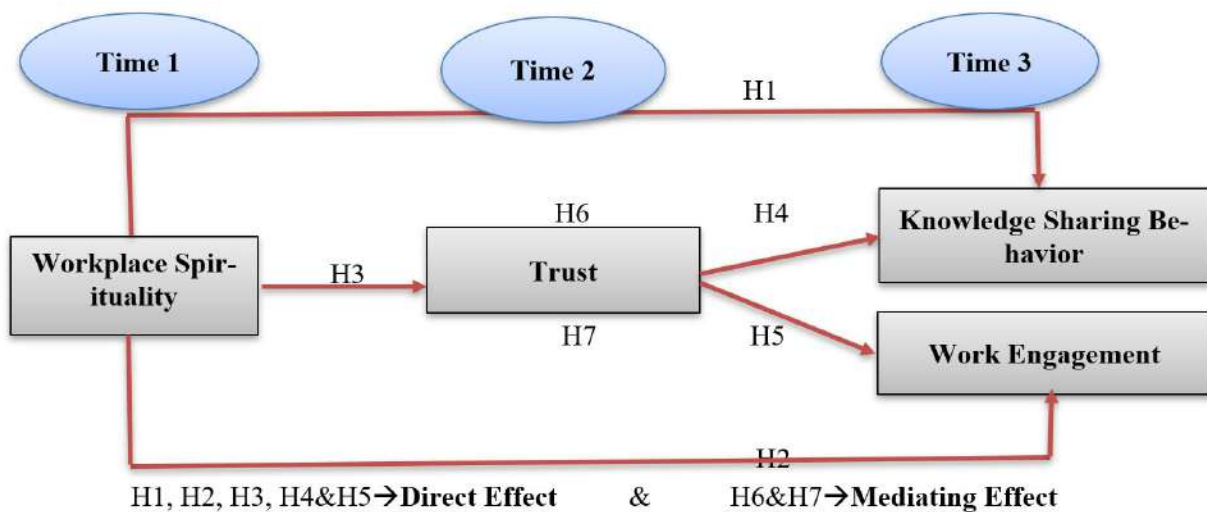 Time 1
Time 2
Time 3
H1
Workplace Spir-
ituality
H3
H6
Trust
H7
H4
H5
Knowledge Sharing Be-
havior
Work Engagement
H2
H1, H2, H3, H4&H5→Direct Effect & H6&H7→Mediating Effect